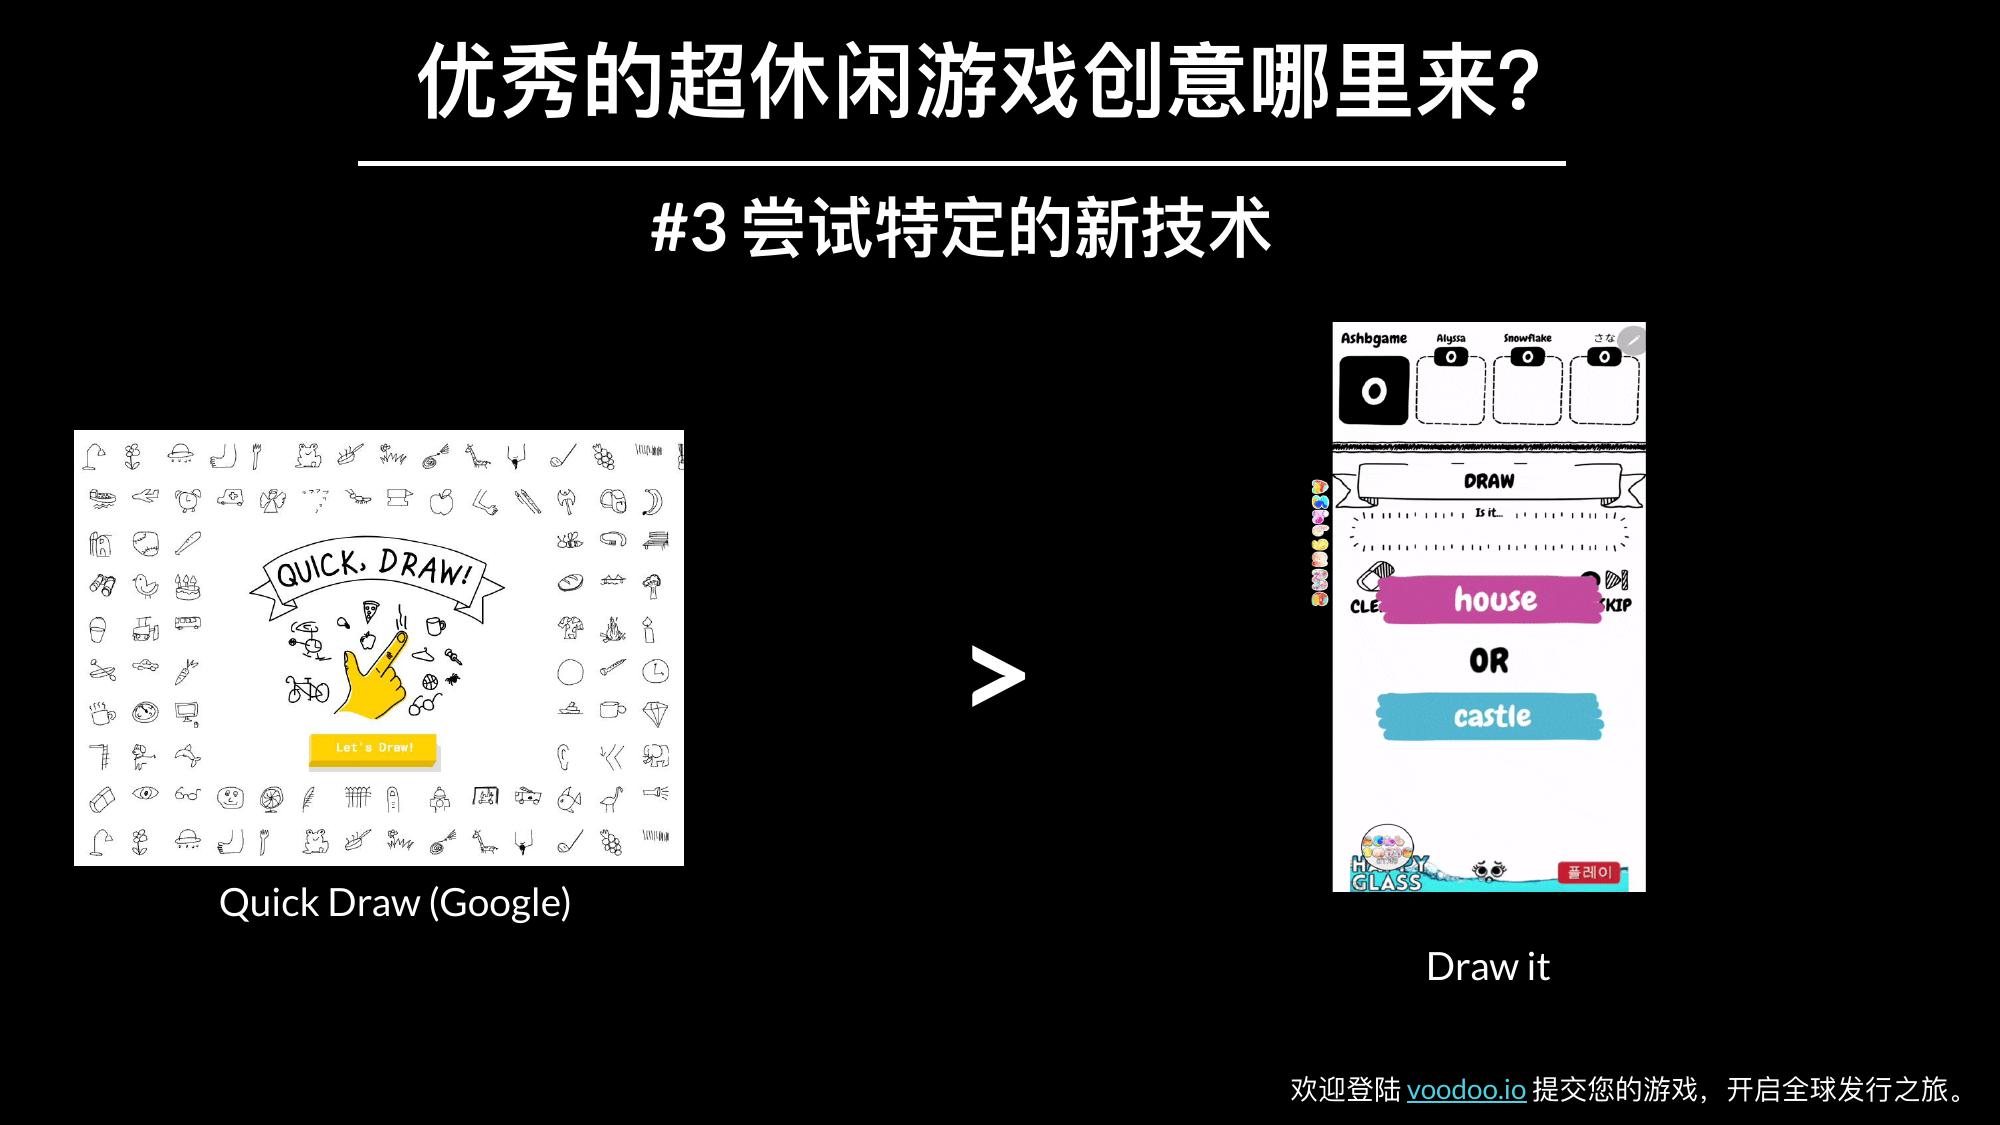 优秀的超休闲游戏创意哪里来?
#3 尝试特定的新技术
QUICK, DRAW!
Let's Draw!
Quick Draw (Google)
>
Ashbgame Alyssa Snowflake さな
0 0 0 0
DRAW
Is it...
CLE SKIP
house
OR
castle
HAPPY
GLASS
플레이
Draw it
欢迎登陆 voodoo.io 提交您的游戏，开启全球发行之旅。